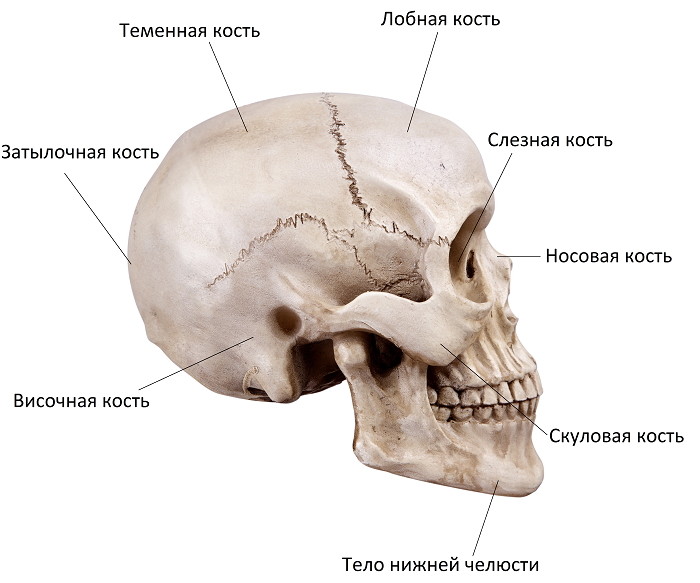 Лобная кость
Теменная кость
Слезная кость
Затылочная кость
Носовая кость
Височная кость
Скуловая кость
Тело нижней челюсти